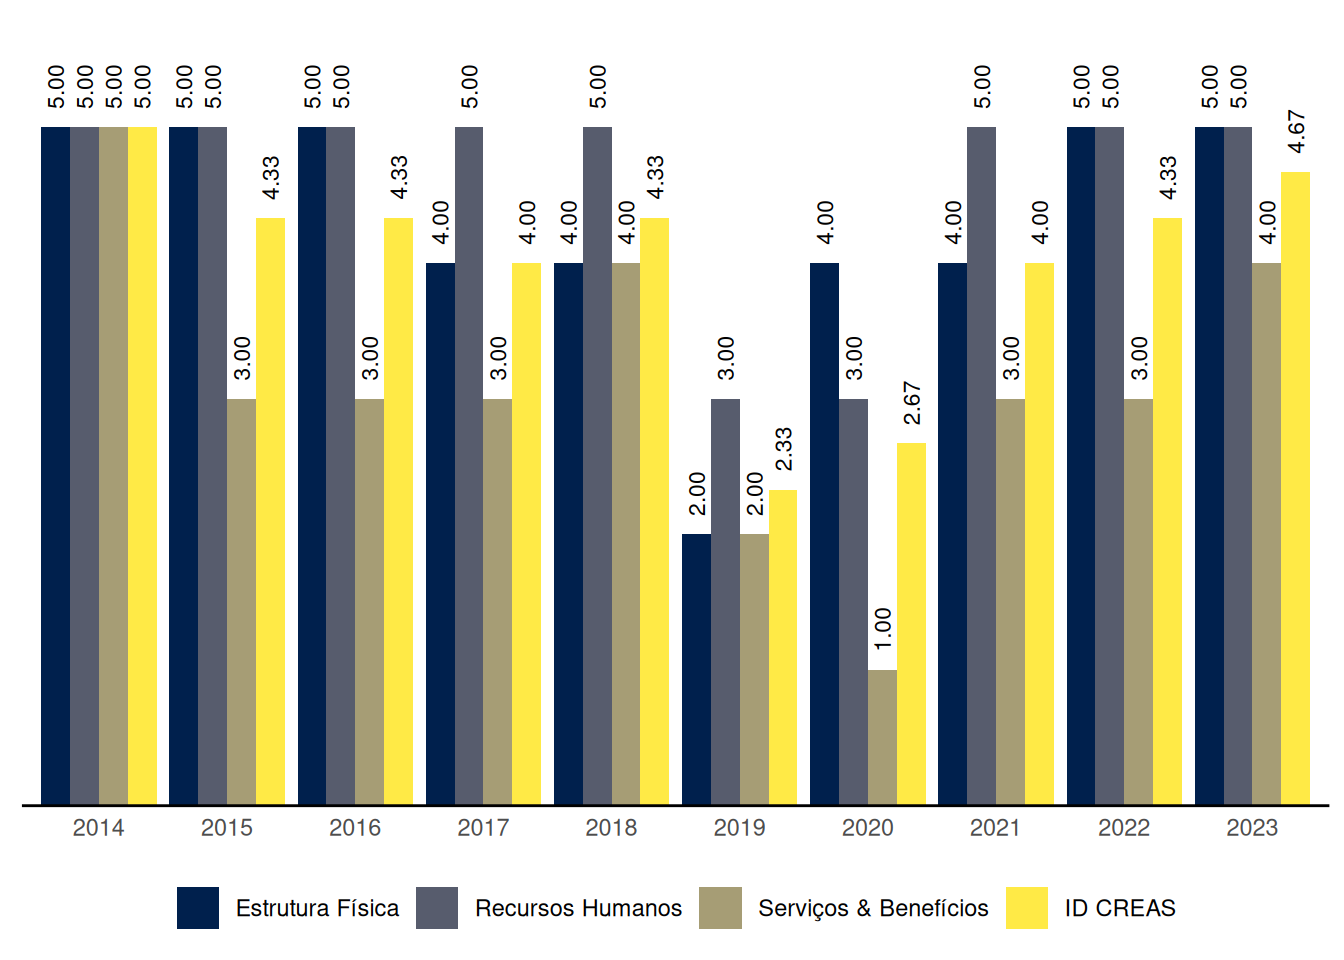 5.00 5.00 5.00 5.00
5.00 5.00 3.00 4.33
5.00 5.00 3.00 4.33
4.00 5.00 3.00 4.00
4.00 5.00 4.00 4.33
2.00 3.00 2.00 2.33
4.00 3.00 1.00 2.67
4.00 5.00 3.00 4.00
5.00 5.00 3.00 4.33
5.00 5.00 4.00 4.67
2014 2015 2016 2017 2018 2019 2020 2021 2022 2023
Estrutura Física Recursos Humanos Serviços & Benefícios ID CREAS